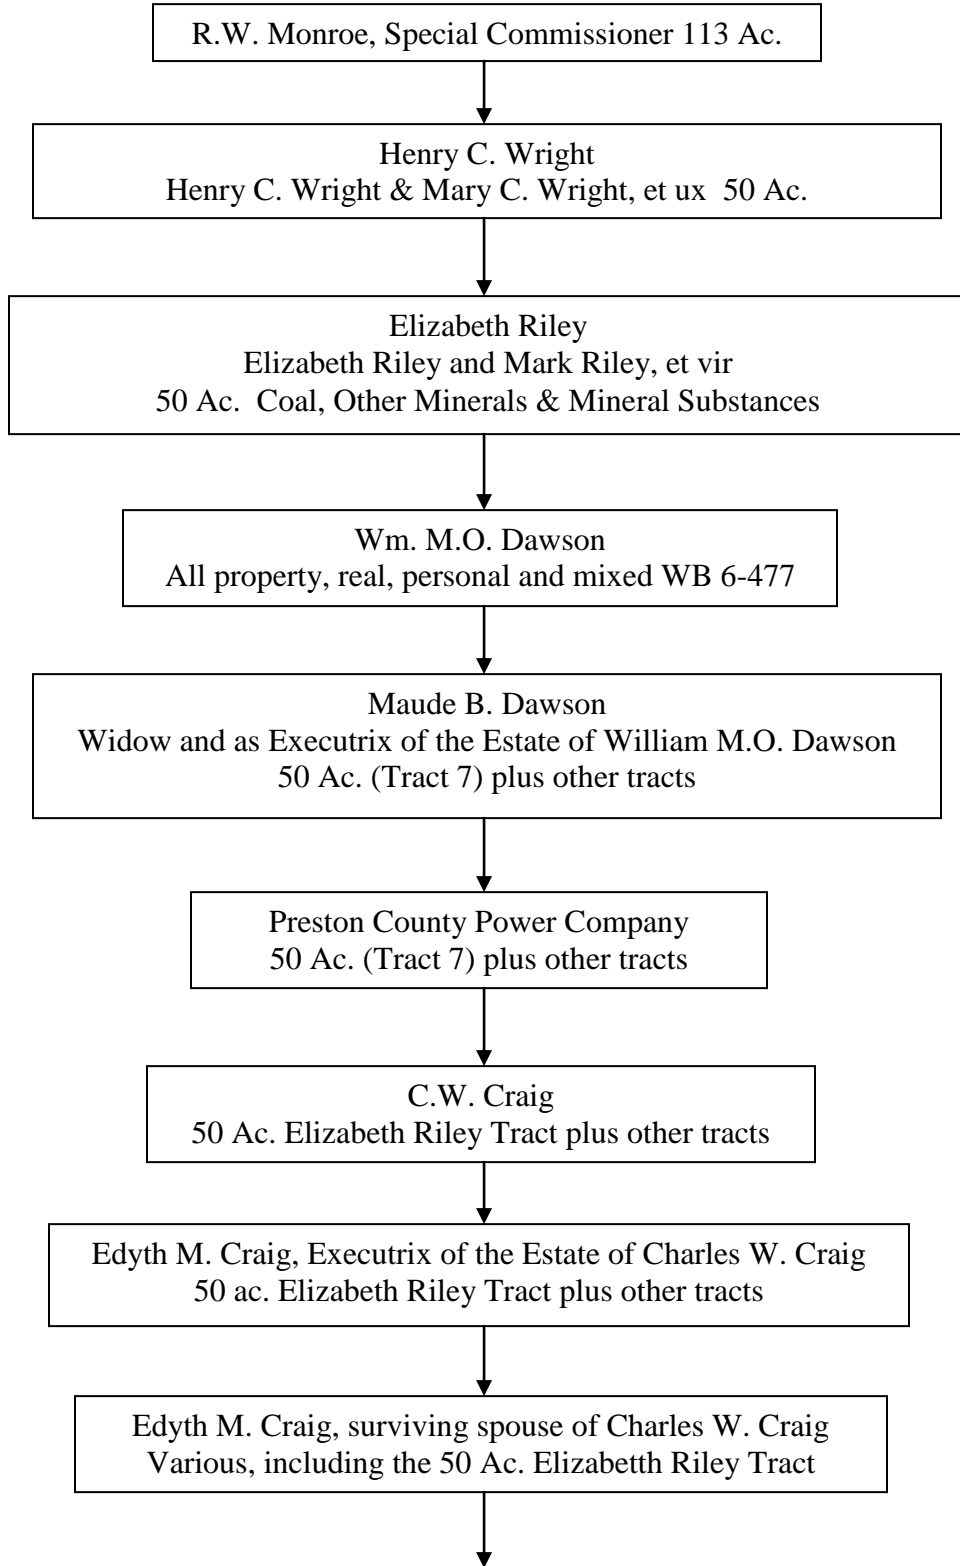 R.W. Monroe, Special Commissioner 113 Ac.
Henry C. Wright
Henry C. Wright & Mary C. Wright, et ux  50 Ac.
Elizabeth Riley
Elizabeth Riley and Mark Riley, et vir
50 Ac.  Coal, Other Minerals & Mineral Substances
Wm. M.O. Dawson
All property, real, personal and mixed WB 6-477
Maude B. Dawson
Widow and as Executrix of the Estate of William M.O. Dawson
50 Ac. (Tract 7) plus other tracts
Preston County Power Company
50 Ac. (Tract 7) plus other tracts
C.W. Craig
50 Ac. Elizabeth Riley Tract plus other tracts
Edyth M. Craig, Executrix of the Estate of Charles W. Craig
50 ac. Elizabeth Riley Tract plus other tracts
Edyth M. Craig, surviving spouse of Charles W. Craig
Various, including the 50 Ac. Elizabetth Riley Tract